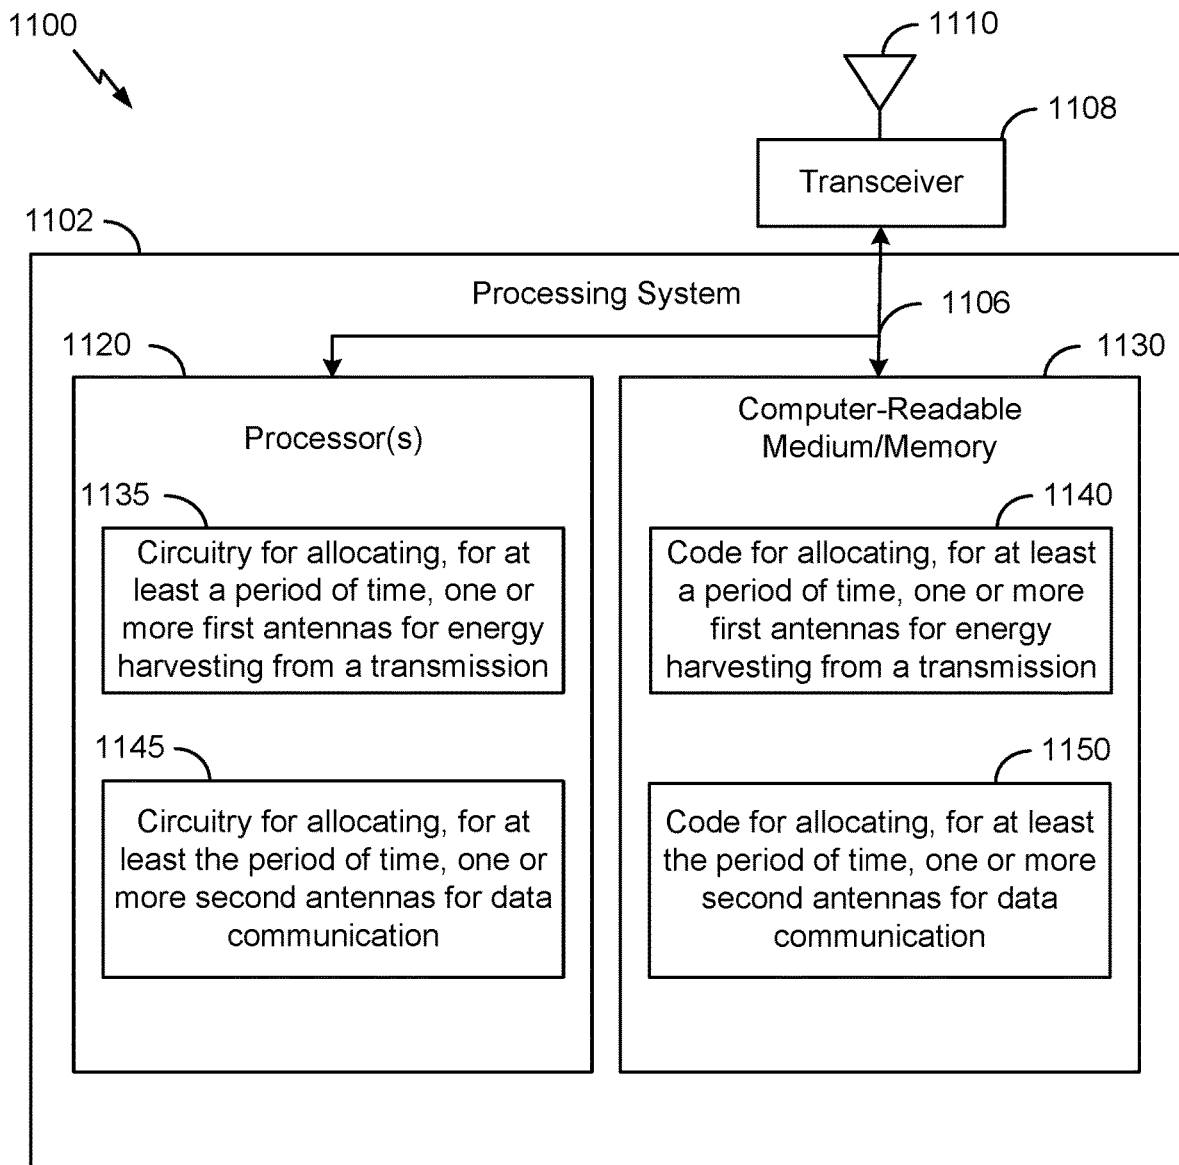 1100
1110
1108
Transceiver
1102
Processing System
1106
1120
1130
Processor(s)
Computer-Readable
Medium/Memory
1135
Circuitry for allocating, for at
least a period of time, one or
more first antennas for energy
harvesting from a transmission
1140
Code for allocating, for at least
a period of time, one or more
first antennas for energy
harvesting from a transmission
1145
Circuitry for allocating, for at
least the period of time, one or
more second antennas for data
communication
1150
Code for allocating, for at least
the period of time, one or more
second antennas for data
communication